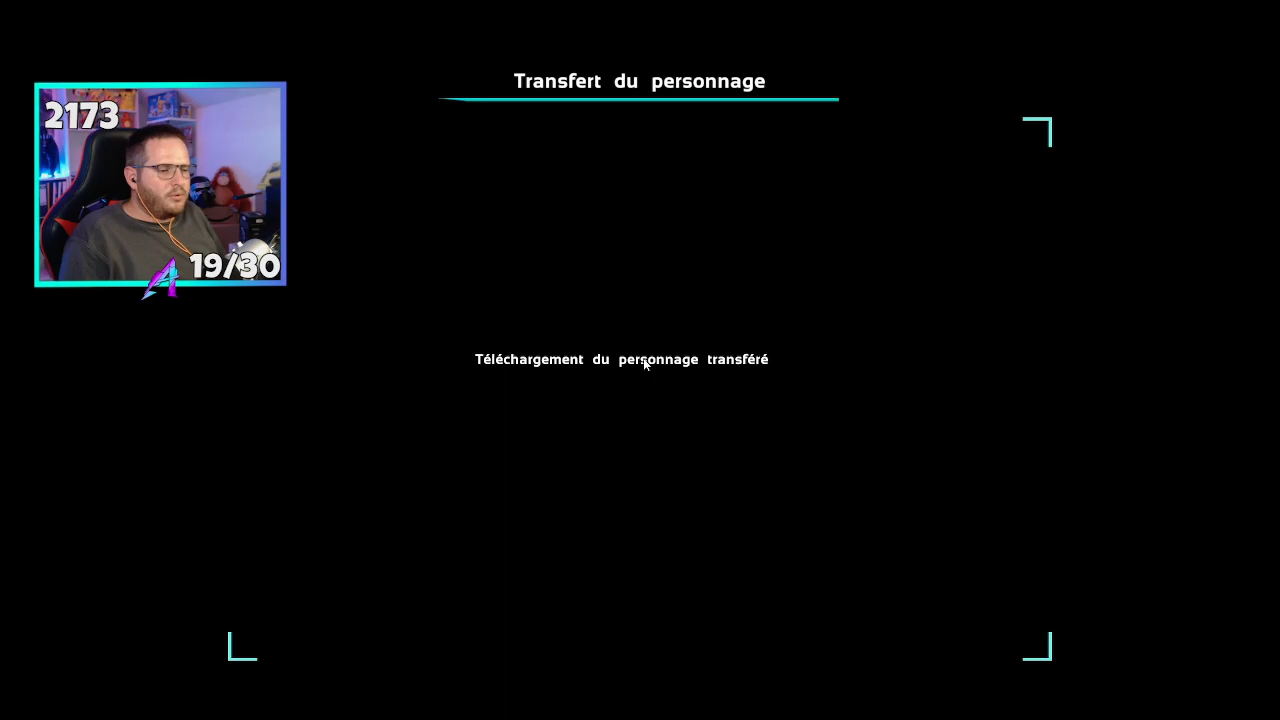 Transfert du personnage
2173
19/30
Téléchargement du personnage transféré